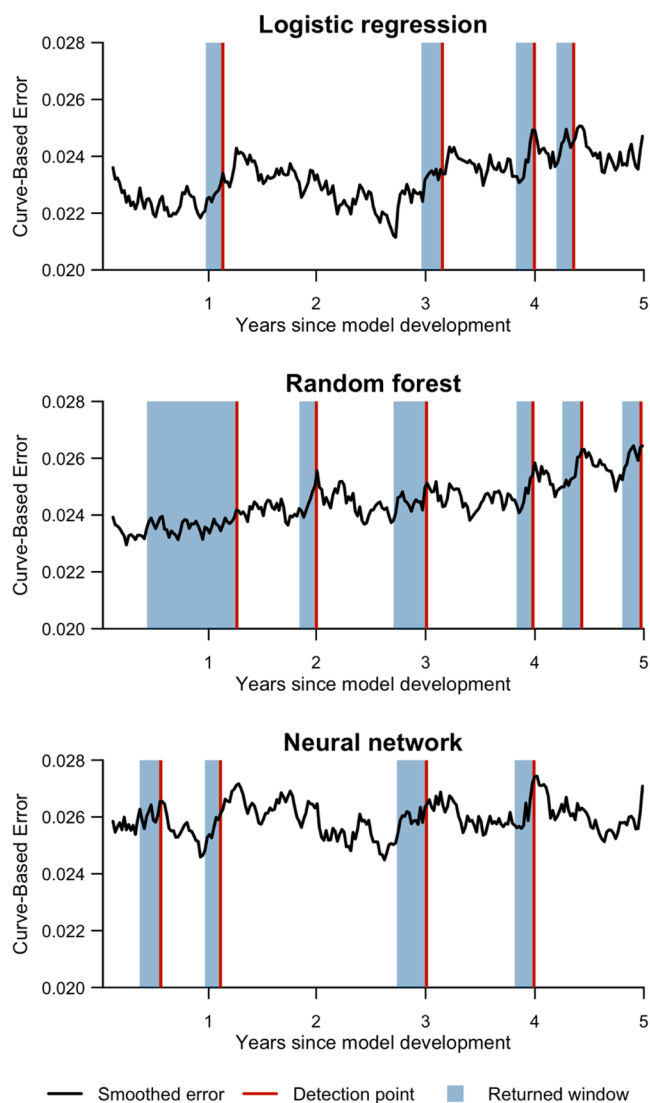 Logistic regression
Curve-Based Error
0.028
0.026
0.024
0.022
0.020
1 2 3 4 5
Years since model development
Random forest
Curve-Based Error
0.028
0.026
0.024
0.022
0.020
1 2 3 4 5
Years since model development
Neural network
Curve-Based Error
0.028
0.026
0.024
0.022
0.020
1 2 3 4 5
Years since model development
Smoothed error Detection point Returned window